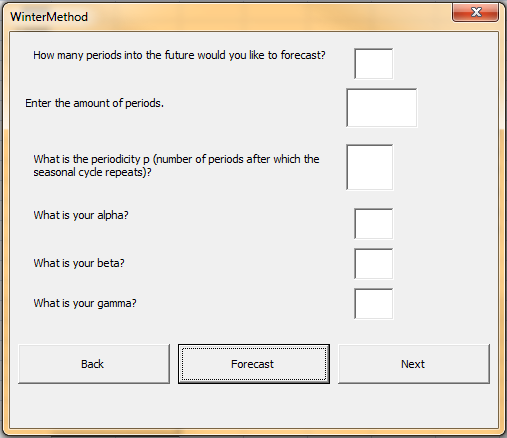 WinterMethod
How many periods into the future would you like to forecast?
Enter the amount of periods.
What is the periodicity p (number of periods after which the
seasonal cycle repeats)?
What is your alpha?
What is your beta?
What is your gamma?
Back
Forecast
Next